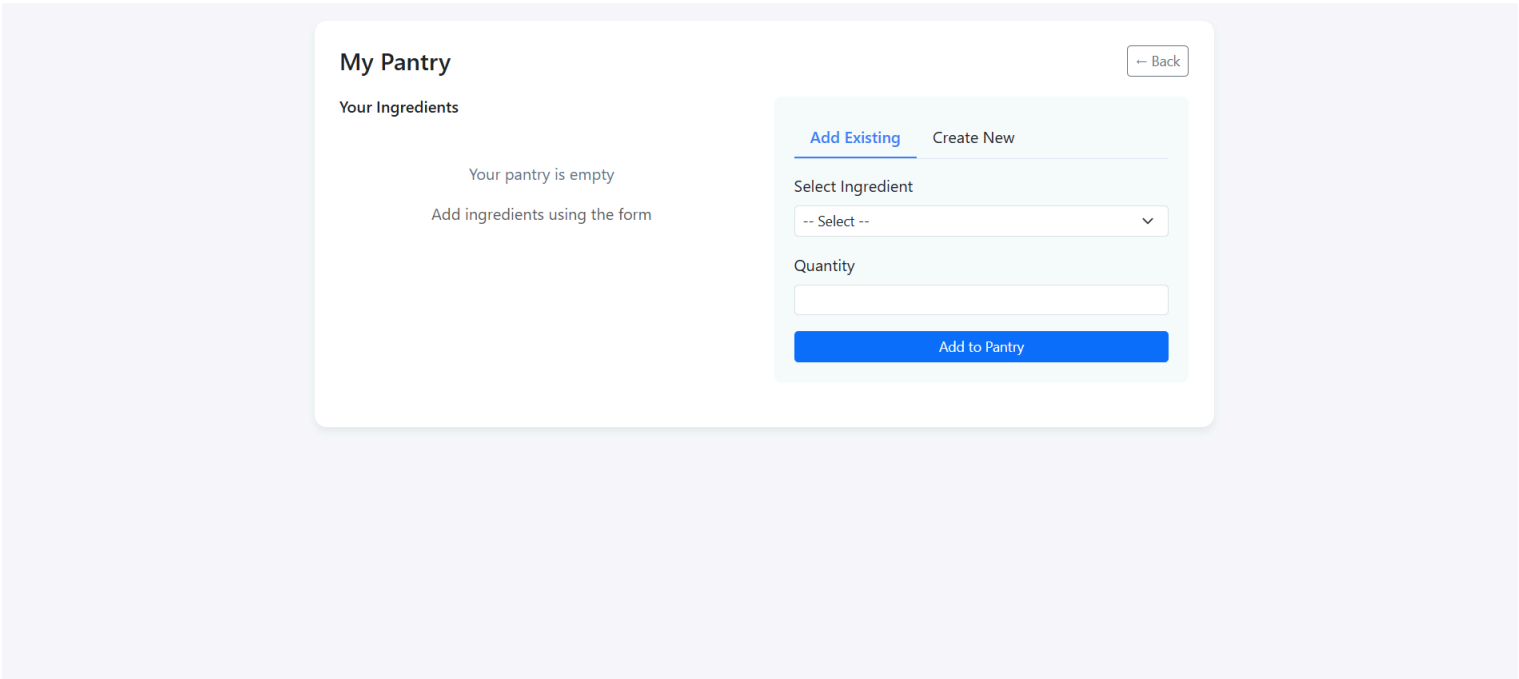 My Pantry
← Back
Your Ingredients
Your pantry is empty
Add ingredients using the form
Add Existing
Create New
Select Ingredient
-- Select --
Quantity
Add to Pantry